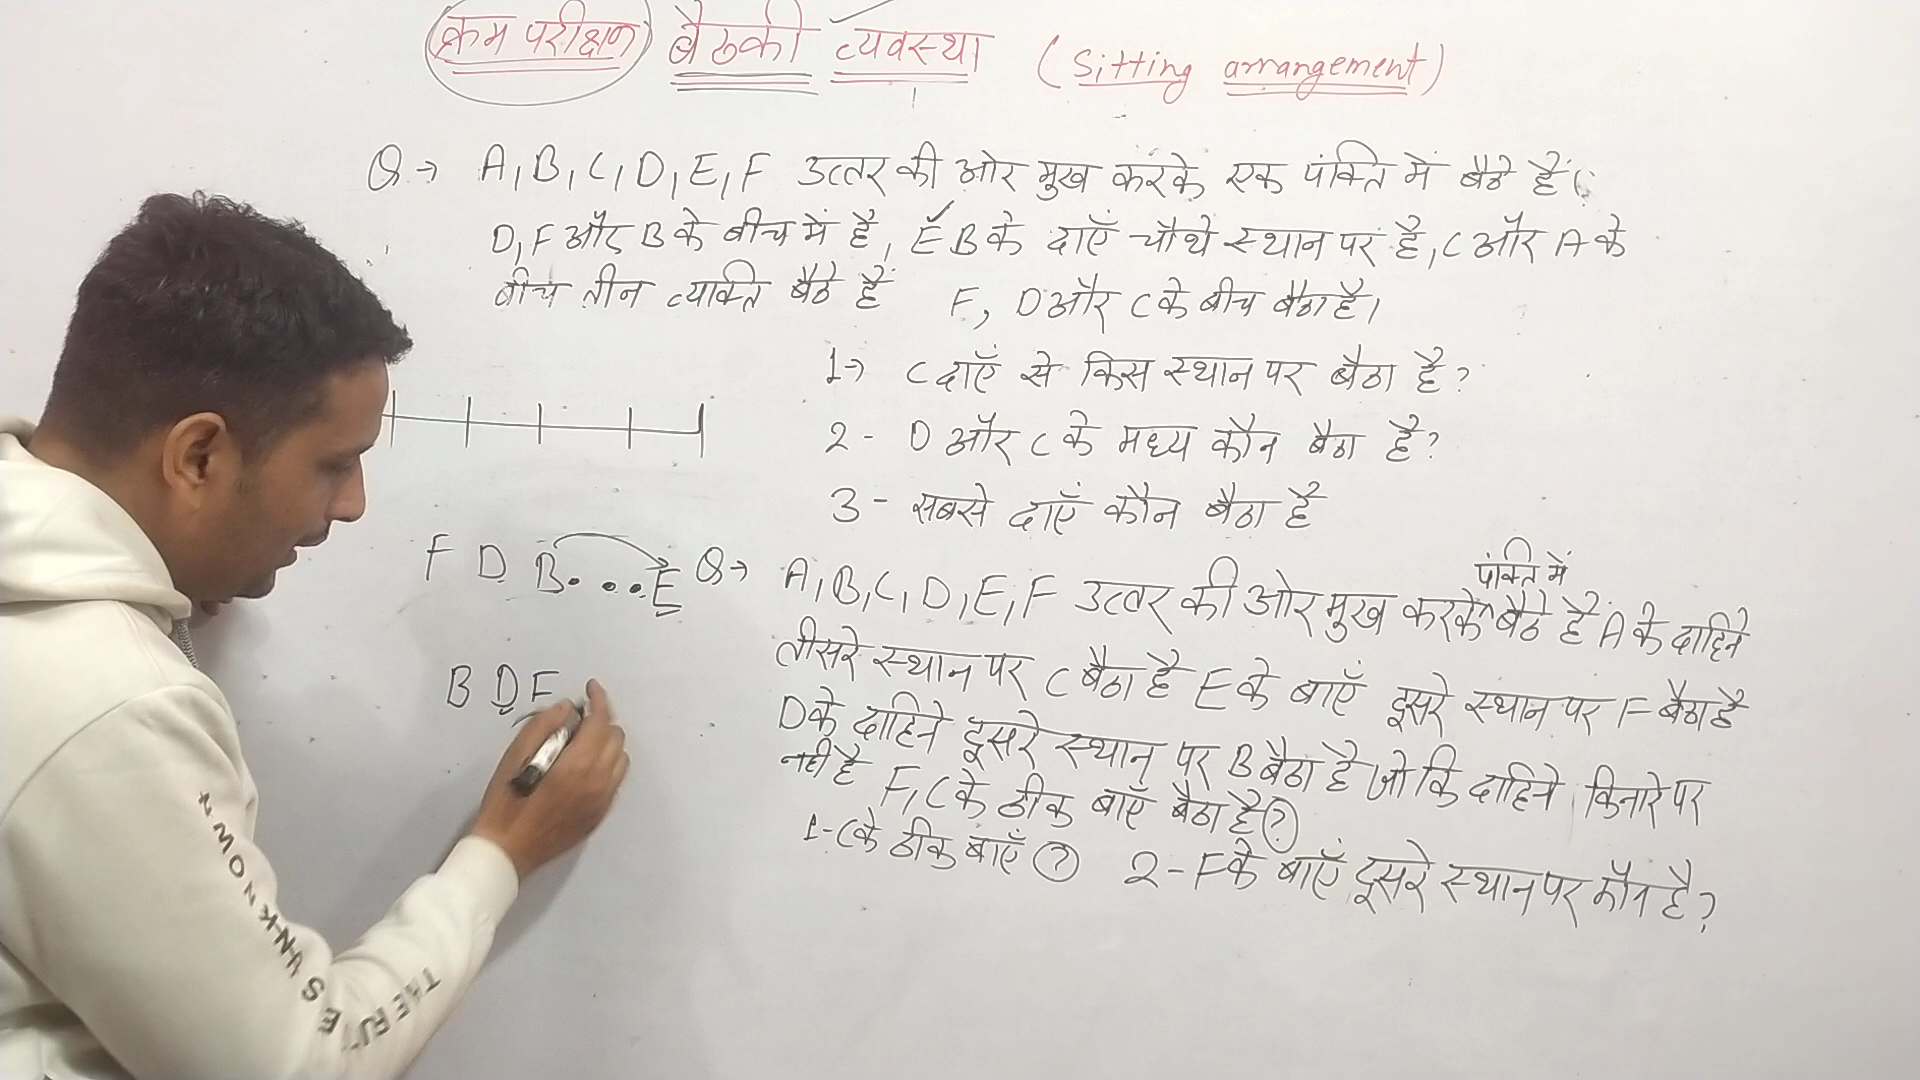 क्रम परीक्षण बैठकी व्यवस्था (Sitting arrangement)
Q→ A,B,C,D,E,F उत्तर की ओर मुख करके एक पंक्ति में बैठे हैं।
D,F और B के बीच में है, E B के दाएँ चौथे स्थान पर है, C और A के
बीच तीन व्यक्ति बैठे हैं F, D और C के बीच बैठा है।
1→ C दाएँ से किस स्थान पर बैठा है?
2- D और C के मध्य कौन बैठा है?
3- सबसे दाएँ कौन बैठा है
F D B...E
B D F
Q→ A,B,C,D,E,F उत्तर की ओर मुख करके पंक्ति में बैठे हैं A के दाहिने
तीसरे स्थान पर C बैठा है E के बाएँ दूसरे स्थान पर F बैठा है
D के दाहिने दूसरे स्थान पर B बैठा है जो कि दाहिने किनारे पर
नही है F, C के ठीक बाएँ बैठा है?
1- C के ठीक बाएँ ? 2- F के बाएँ दूसरे स्थान पर कौन है?
THERE IS UNKNOWN